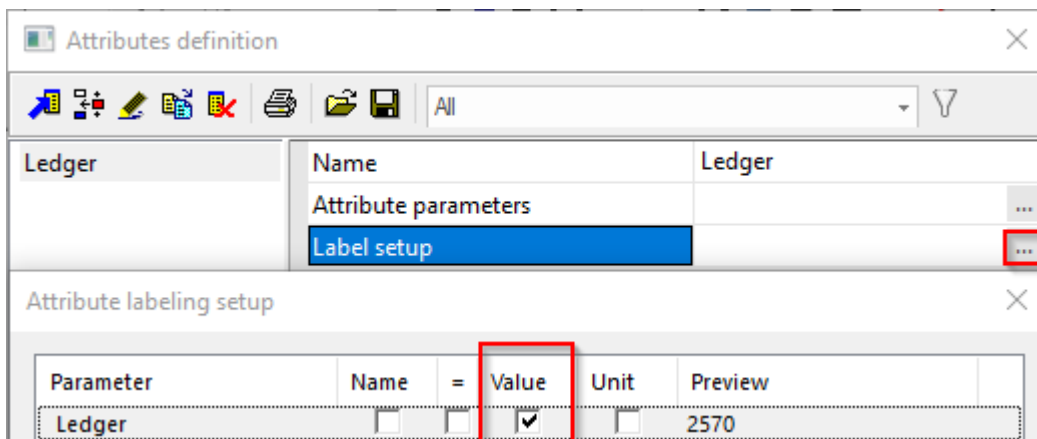 Attributes definition
All
Ledger
Name Ledger
Attribute parameters ...
Label setup ...
Attribute labeling setup
Parameter Name = Value Unit Preview
Ledger 2570